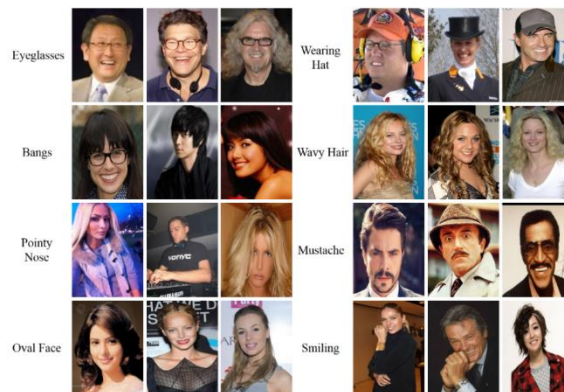 Eyeglasses
Wearing
Hat
Bangs
Wavy Hair
Pointy
Nose
Mustache
Oval Face
Smiling